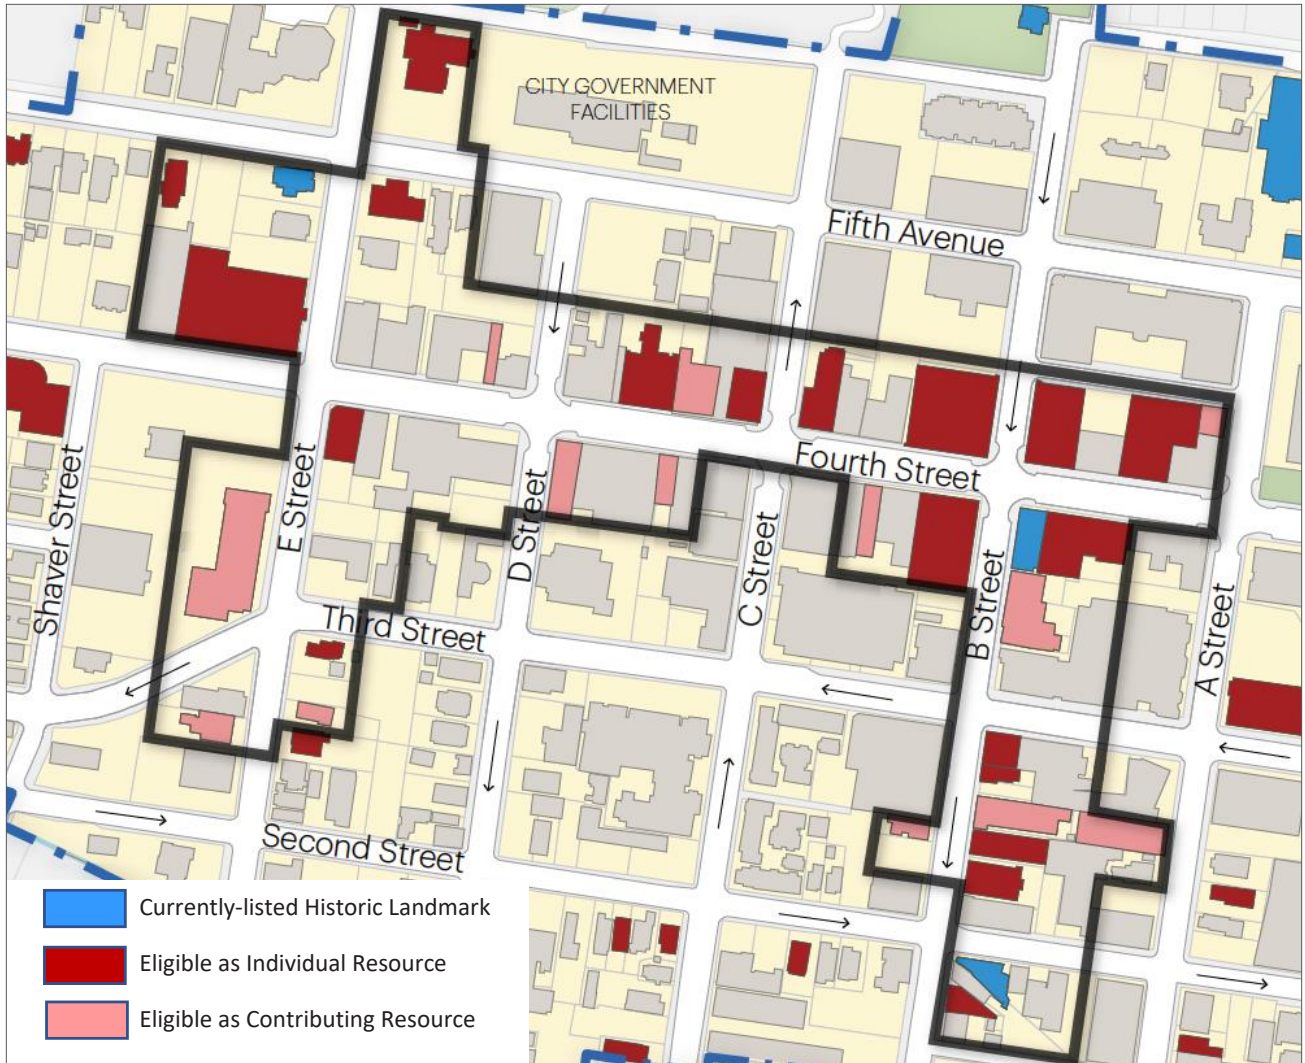 CITY GOVERNMENT
FACILITIES
Fifth Avenue
Fourth Street
Shaver Street
E Street
D Street
C Street
B Street
A Street
Third Street
Second Street
Currently-listed Historic Landmark
Eligible as Individual Resource
Eligible as Contributing Resource